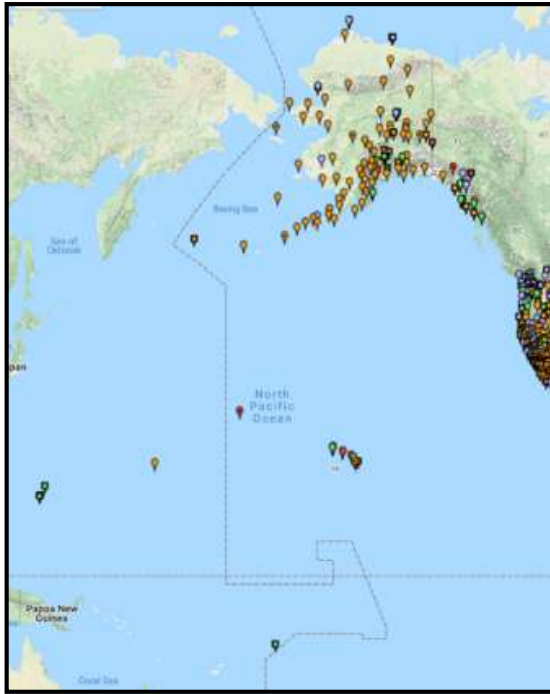 Bering Sea
Sea of
Okhotsk
pan
North
Pacific
Ocean
Papua New
Guinea
Coral Sea